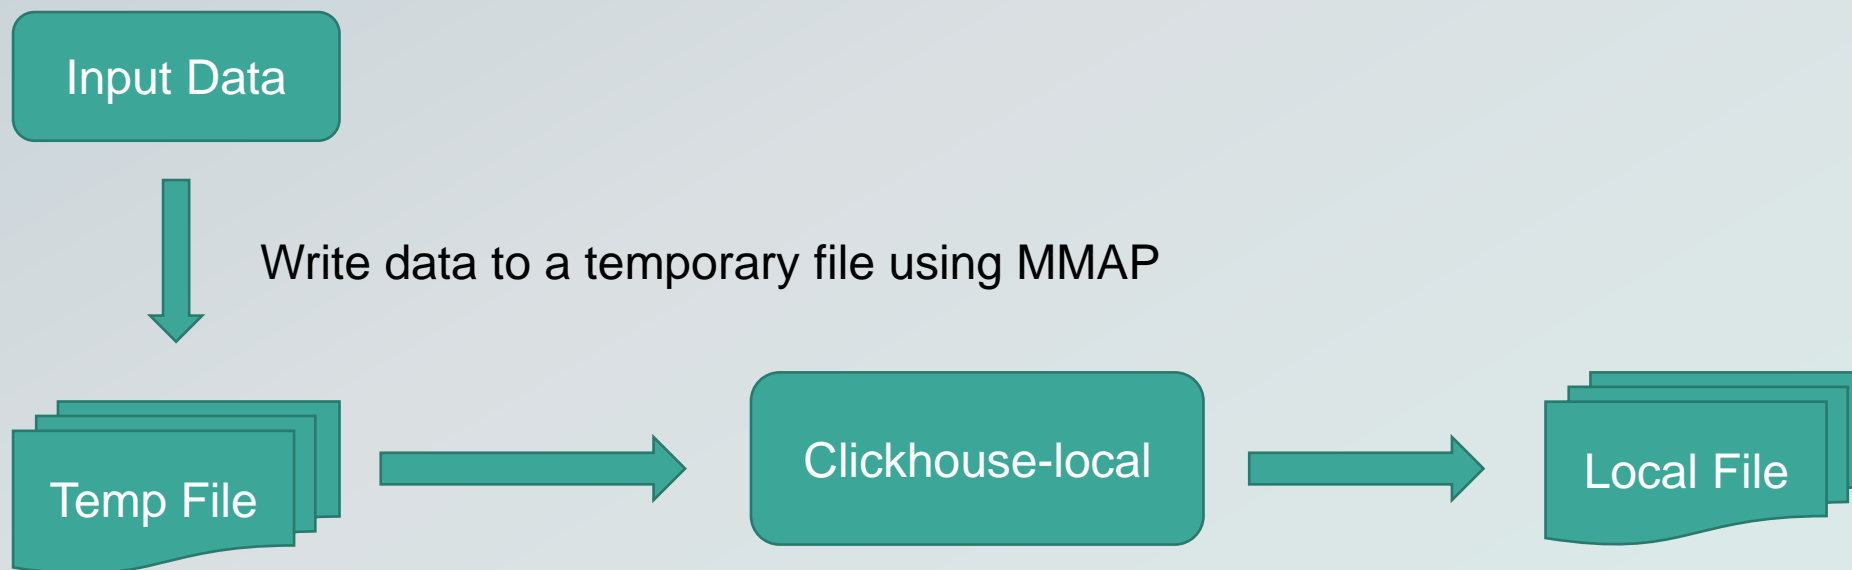 Input Data
Write data to a temporary file using MMAP
Temp File
Clickhouse-local
Local File